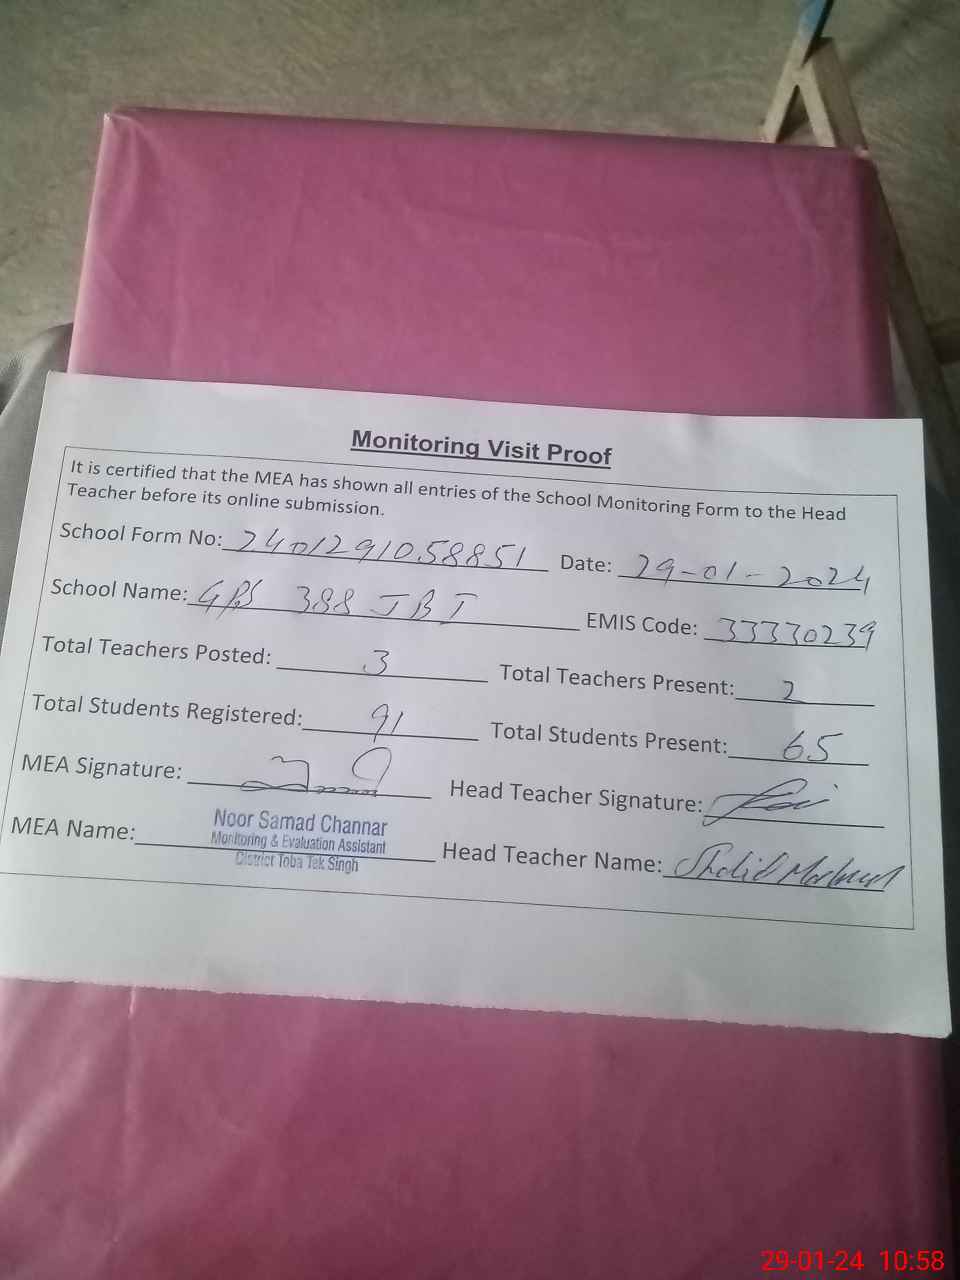 Monitoring Visit Proof
It is certified that the MEA has shown all entries of the School Monitoring Form to the Head
Teacher before its online submission.
School Form No: 2401291058851 Date: 29-01-2024
School Name: GPS 388 JB I EMIS Code: 33330239
Total Teachers Posted: 3 Total Teachers Present: 2
Total Students Registered: 91 Total Students Present: 65
MEA Signature: Head Teacher Signature:
MEA Name: Noor Samad Channar
Monitoring & Evaluation Assistant
District Toba Tek Singh
Head Teacher Name:
29-01-24 10:58